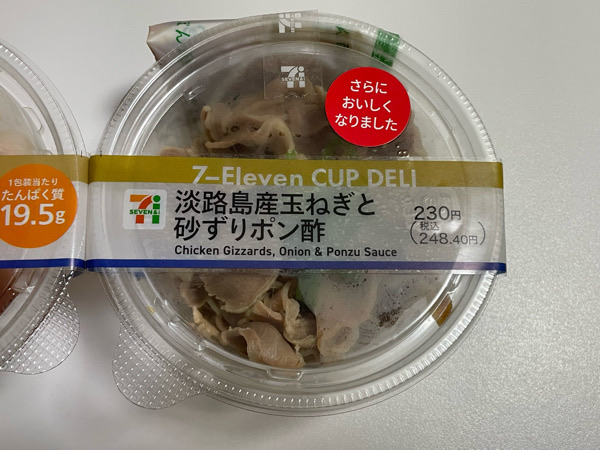 SEVEN&i
さらに
おいしく
なりました
7-Eleven CUP DELi
1包装当たり
たんぱく質
19.5g
SEVEN&i
淡路島産玉ねぎと
砂ずりポン酢
Chicken Gizzards, Onion & Ponzu Sauce
230円
(税込
248.40円)